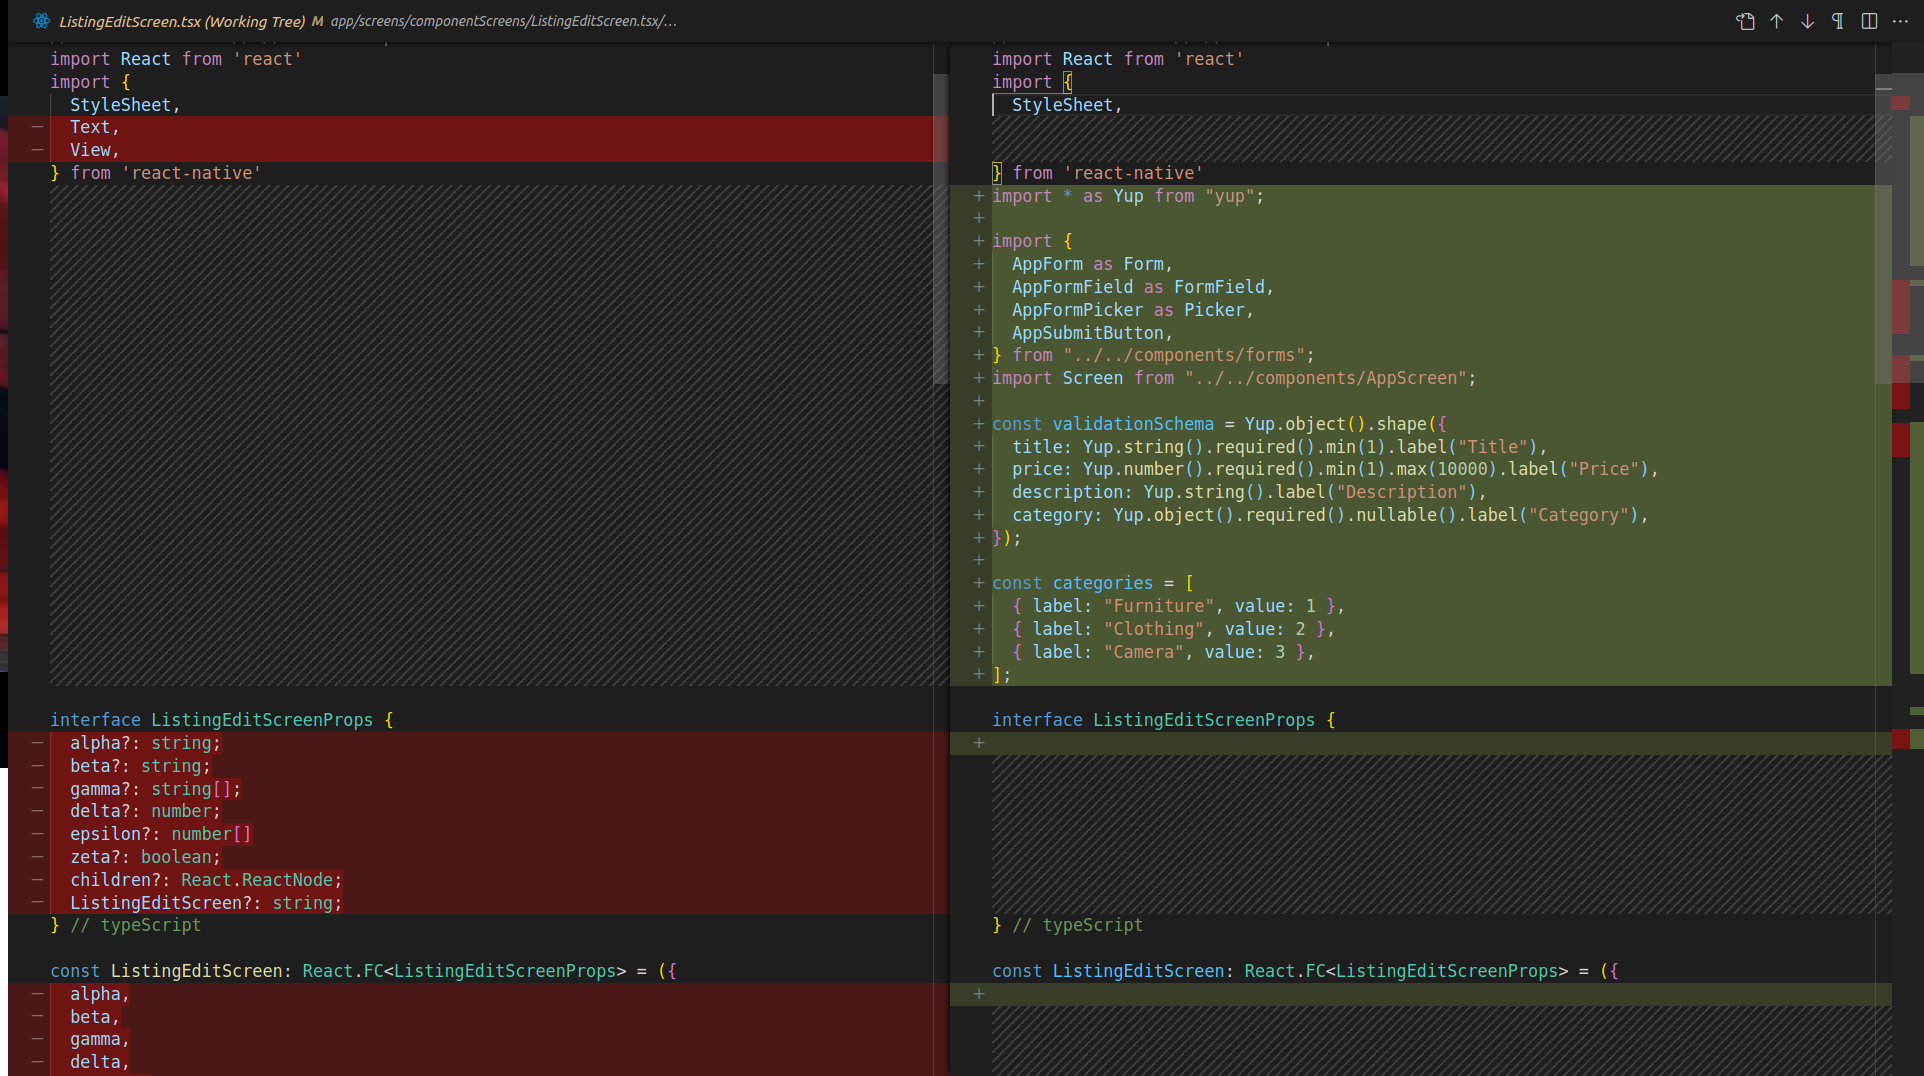 ListingEditScreen.tsx (Working Tree) M app/screens/componentScreens/ListingEditScreen.tsx/...
import React from 'react'
import {
  StyleSheet,
− Text,
− View,
} from 'react-native'
interface ListingEditScreenProps {
− alpha?: string;
− beta?: string;
− gamma?: string[];
− delta?: number;
− epsilon?: number[]
− zeta?: boolean;
− children?: React.ReactNode;
− ListingEditScreen?: string;
} // typeScript
const ListingEditScreen: React.FC<ListingEditScreenProps> = ({
− alpha,
− beta,
− gamma,
− delta,
import React from 'react'
import {
  StyleSheet,
} from 'react-native'
+ import * as Yup from "yup";
+
+ import {
+   AppForm as Form,
+   AppFormField as FormField,
+   AppFormPicker as Picker,
+   AppSubmitButton,
+ } from "../../components/forms";
+ import Screen from "../../components/AppScreen";
+
+ const validationSchema = Yup.object().shape({
+   title: Yup.string().required().min(1).label("Title"),
+   price: Yup.number().required().min(1).max(10000).label("Price"),
+   description: Yup.string().label("Description"),
+   category: Yup.object().required().nullable().label("Category"),
+ });
+
+ const categories = [
+   { label: "Furniture", value: 1 },
+   { label: "Clothing", value: 2 },
+   { label: "Camera", value: 3 },
+ ];
interface ListingEditScreenProps {
+
} // typeScript
const ListingEditScreen: React.FC<ListingEditScreenProps> = ({
+